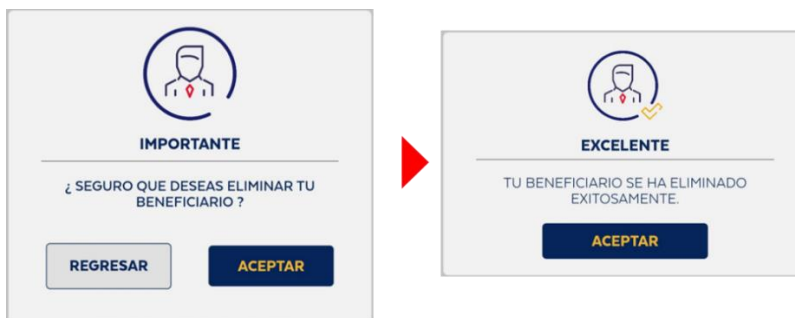 IMPORTANTE
¿ SEGURO QUE DESEAS ELIMINAR TU
BENEFICIARIO ?
REGRESAR
ACEPTAR
EXCELENTE
TU BENEFICIARIO SE HA ELIMINADO
EXITOSAMENTE.
ACEPTAR